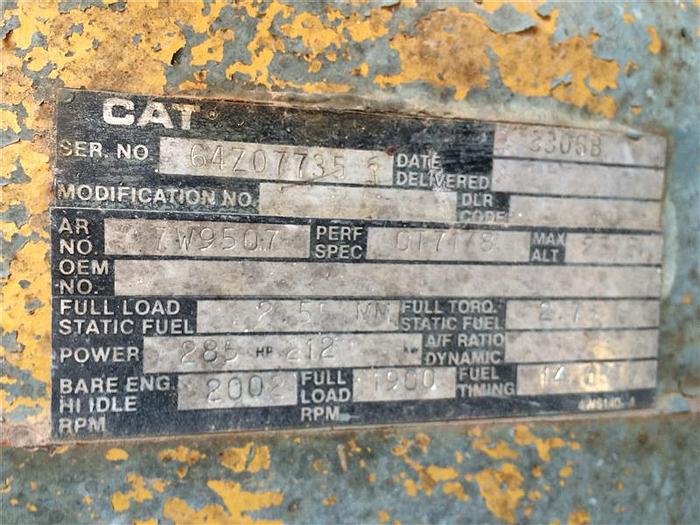 CAT
SER. NO 64Z07735 DATE DELIVERED 3306B
MODIFICATION NO. DLR CODE
AR NO. 7W9507 PERF SPEC 0T7178 MAX ALT
OEM NO.
FULL LOAD STATIC FUEL FULL TORQ. STATIC FUEL
POWER 285 HP 212 A/F RATIO DYNAMIC
BARE ENG. HI IDLE RPM 2002 FULL LOAD RPM 1900 FUEL TIMING